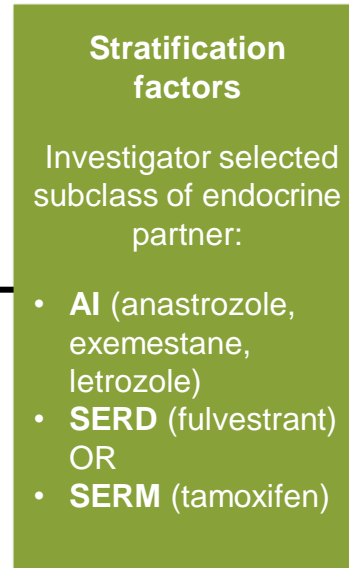 Stratification
factors
Investigator selected
subclass of endocrine
partner:
• AI (anastrozole,
exemestane,
letrozole)
• SERD (fulvestrant)
OR
• SERM (tamoxifen)